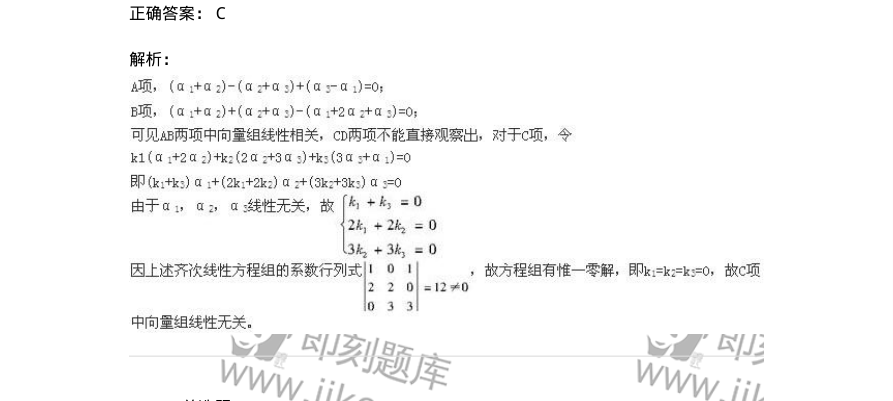 正确答案: C
解析:
A项，(α₁+α₂)-(α₂+α₃)+(α₃-α₁)=0;
B项，(α₁+α₂)+(α₂+α₃)-(α₁+2α₂+α₃)=0;
可见AB两项中向量组线性相关，CD两项不能直接观察出，对于C项，令
k1(α₁+2α₂)+k₂(2α₂+3α₃)+k₃(3α₃+α₁)=0
即(k₁+k₃)α₁+(2k₁+2k₂)α₂+(3k₂+3k₃)α₃=0
由于α₁，α₂，α₃线性无关，故
k₁ + k₃ = 0
2k₁ + 2k₂ = 0
3k₂ + 3k₃ = 0
因上述齐次线性方程组的系数行列式|1 0 1|
|2 2 0| = 12 ≠ 0，故方程组有惟一零解，即k₁=k₂=k₃=0，故C项
|0 3 3|
中向量组线性无关。
即刻题库
即刻
www.jik
www.jik